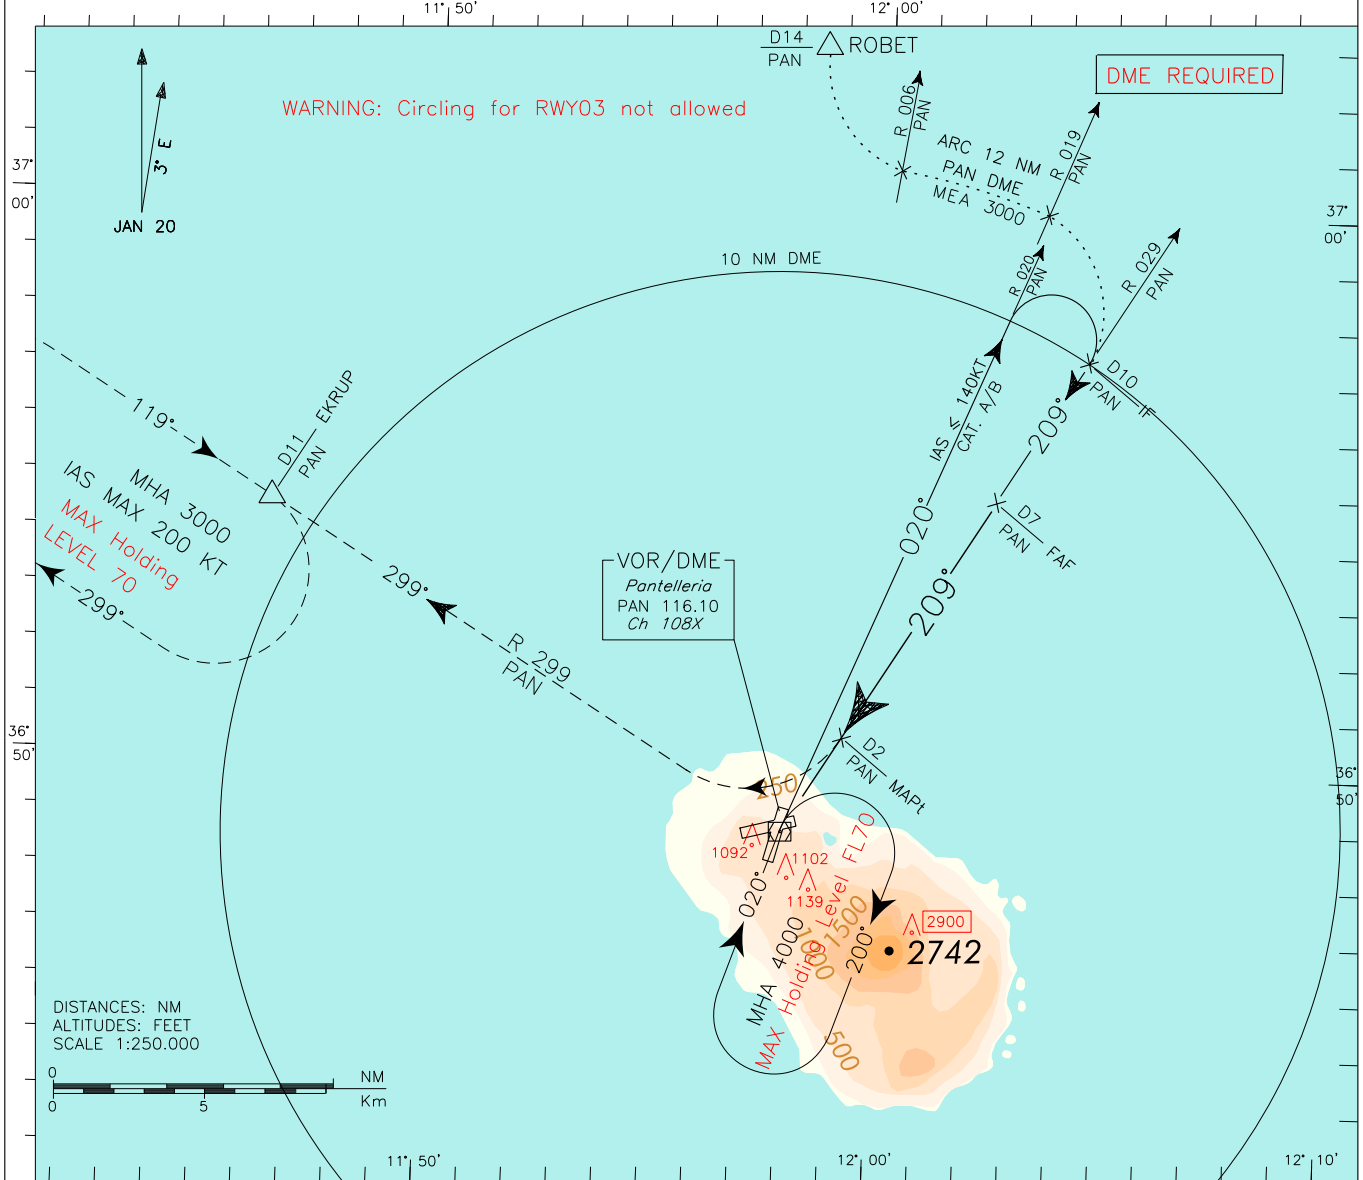 11° 50'
12° 00'
D14
PAN
ROBET
DME REQUIRED
WARNING: Circling for RWY03 not allowed
R 006
PAN
R 019
PAN
ARC 12 NM
PAN DME
MEA 3000
3° E
JAN 20
37°
00'
37°
00'
10 NM DME
R 020
PAN
R 029
PAN
D10
PAN
IF
IAS ≤ 140KT
CAT. A/B
209°
119°
D11
PAN
EKRUP
MHA 3000
IAS MAX 200 KT
MAX Holding
LEVEL 70
299°
299°
020°
D7
PAN
FAF
209°
VOR/DME
Pantelleria
PAN 116.10
Ch 108X
R 299
PAN
36°
50'
36°
50'
D2
PAN
MAPt
250
1092
1102
1139
020°
MHA 4000
MAX Holding Level FL70
1000
1500
200°
2900
2742
500
DISTANCES: NM
ALTITUDES: FEET
SCALE 1:250.000
0
NM
0
5
Km
11° 50'
12° 00'
12° 10'